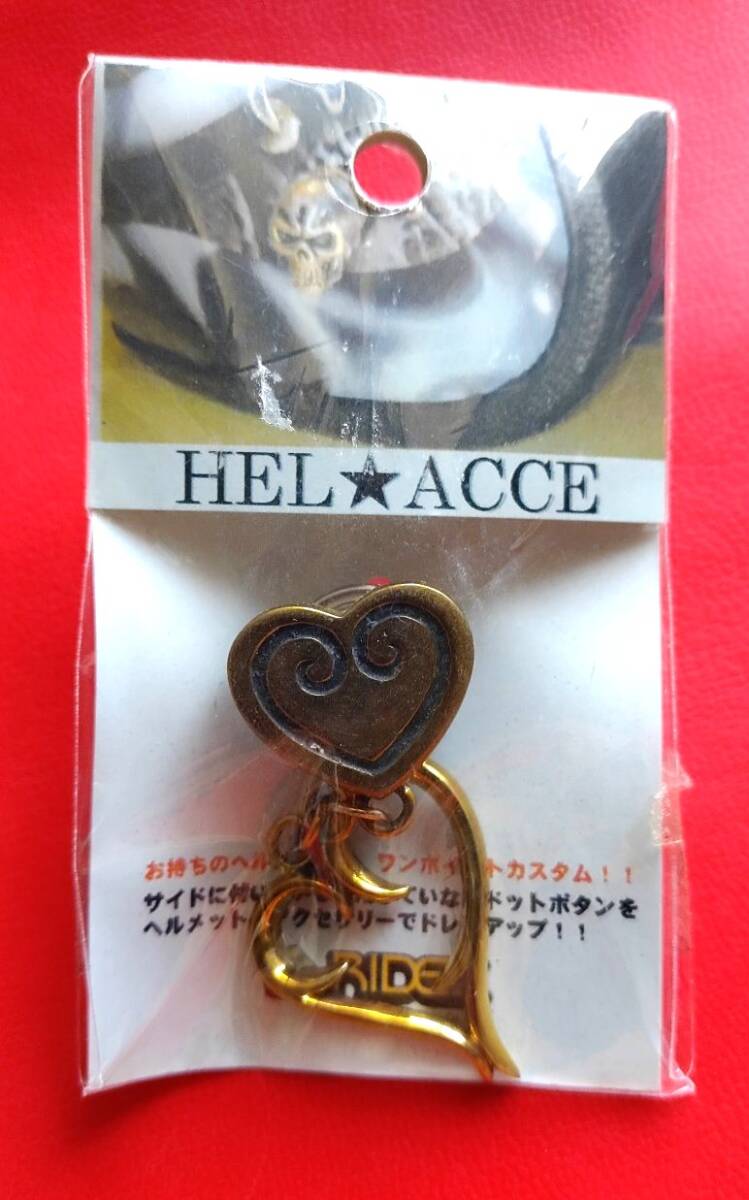 HEL★ACCE
お持ちのヘル ワンポイントカスタム！！
サイドに付い ていな ドットボタンを
ヘルメット クセサリーでドレ アップ！！
RIDE